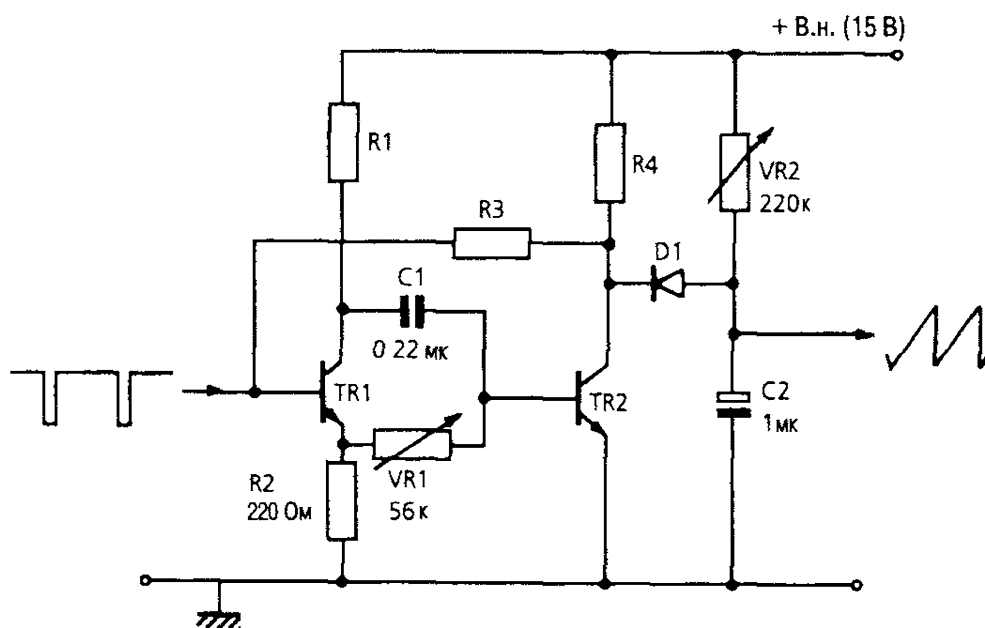 + В.н. (15 В)
R1
R4
VR2
220к
R3
D1
C1
0 22 мк
TR1
TR2
C2
1мк
R2
220 Ом
VR1
56к